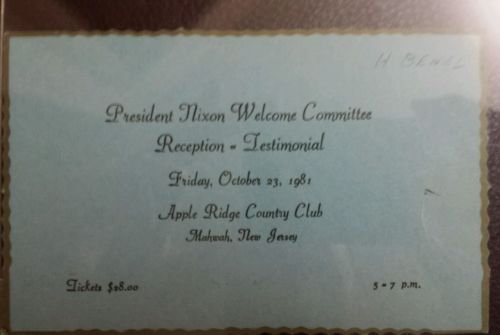 H BENEL
President Nixon Welcome Committee
Reception - Testimonial
Friday, October 23, 1981
Apple Ridge Country Club
Mahwah, New Jersey
Tickets $28.00
5 - 7 p.m.